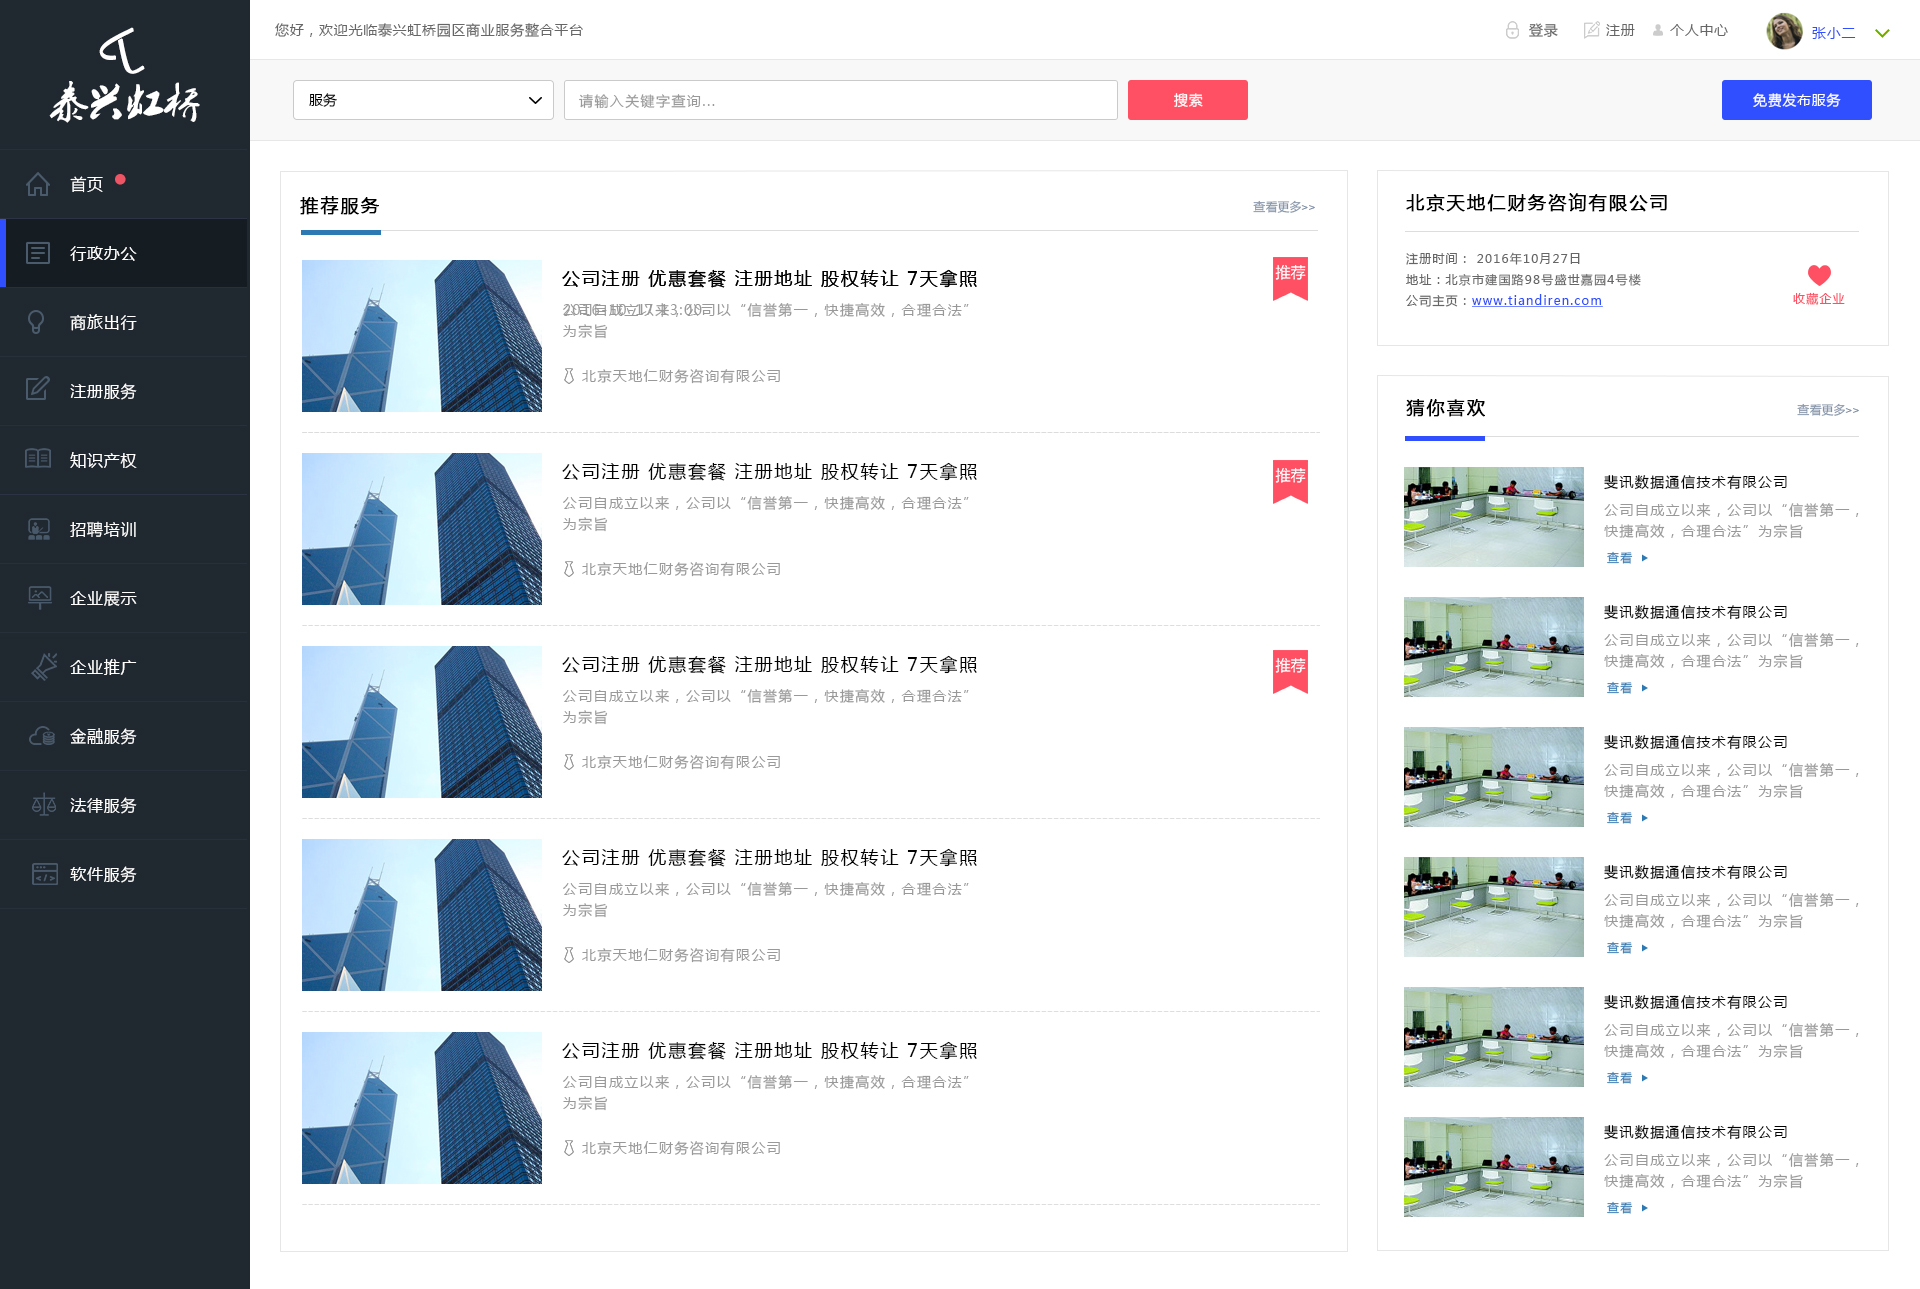 泰兴虹桥
首页
行政办公
商旅出行
注册服务
知识产权
招聘培训
企业展示
企业推广
金融服务
法律服务
软件服务
您好，欢迎光临泰兴虹桥园区商业服务整合平台
登录
注册
个人中心
张小二
服务
请输入关键字查询...
搜索
免费发布服务
推荐服务
查看更多>>
公司注册 优惠套餐 注册地址 股权转让 7天拿照
推荐
公司自成立以来，公司以“信誉第一，快捷高效，合理合法”
为宗旨
北京天地仁财务咨询有限公司
公司注册 优惠套餐 注册地址 股权转让 7天拿照
推荐
公司自成立以来，公司以“信誉第一，快捷高效，合理合法”
为宗旨
北京天地仁财务咨询有限公司
公司注册 优惠套餐 注册地址 股权转让 7天拿照
推荐
公司自成立以来，公司以“信誉第一，快捷高效，合理合法”
为宗旨
北京天地仁财务咨询有限公司
公司注册 优惠套餐 注册地址 股权转让 7天拿照
公司自成立以来，公司以“信誉第一，快捷高效，合理合法”
为宗旨
北京天地仁财务咨询有限公司
公司注册 优惠套餐 注册地址 股权转让 7天拿照
公司自成立以来，公司以“信誉第一，快捷高效，合理合法”
为宗旨
北京天地仁财务咨询有限公司
北京天地仁财务咨询有限公司
注册时间： 2016年10月27日
地址：北京市建国路98号盛世嘉园4号楼
公司主页：www.tiandiren.com
收藏企业
猜你喜欢
查看更多>>
斐讯数据通信技术有限公司
公司自成立以来，公司以“信誉第一，
快捷高效，合理合法”为宗旨
查看
斐讯数据通信技术有限公司
公司自成立以来，公司以“信誉第一，
快捷高效，合理合法”为宗旨
查看
斐讯数据通信技术有限公司
公司自成立以来，公司以“信誉第一，
快捷高效，合理合法”为宗旨
查看
斐讯数据通信技术有限公司
公司自成立以来，公司以“信誉第一，
快捷高效，合理合法”为宗旨
查看
斐讯数据通信技术有限公司
公司自成立以来，公司以“信誉第一，
快捷高效，合理合法”为宗旨
查看
斐讯数据通信技术有限公司
公司自成立以来，公司以“信誉第一，
快捷高效，合理合法”为宗旨
查看